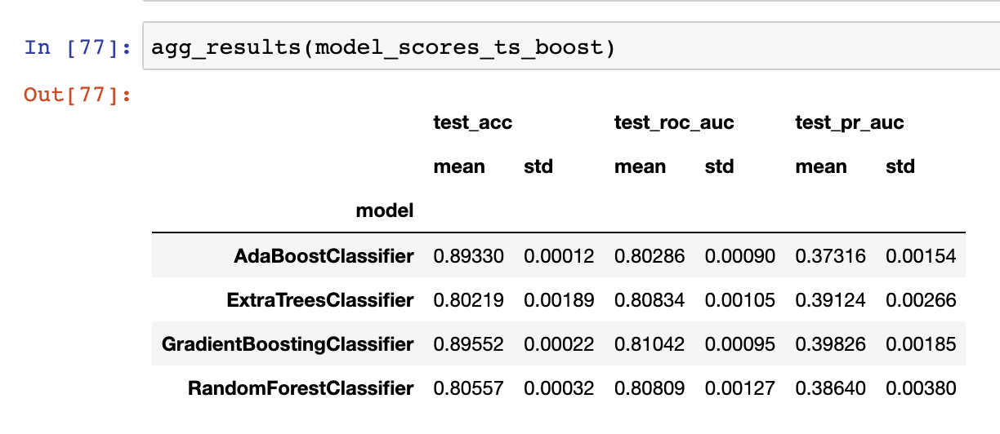 In [77]: agg_results(model_scores_ts_boost)
Out[77]:
test_acc test_roc_auc test_pr_auc
mean std mean std mean std
model
AdaBoostClassifier 0.89330 0.00012 0.80286 0.00090 0.37316 0.00154
ExtraTreesClassifier 0.80219 0.00189 0.80834 0.00105 0.39124 0.00266
GradientBoostingClassifier 0.89552 0.00022 0.81042 0.00095 0.39826 0.00185
RandomForestClassifier 0.80557 0.00032 0.80809 0.00127 0.38640 0.00380